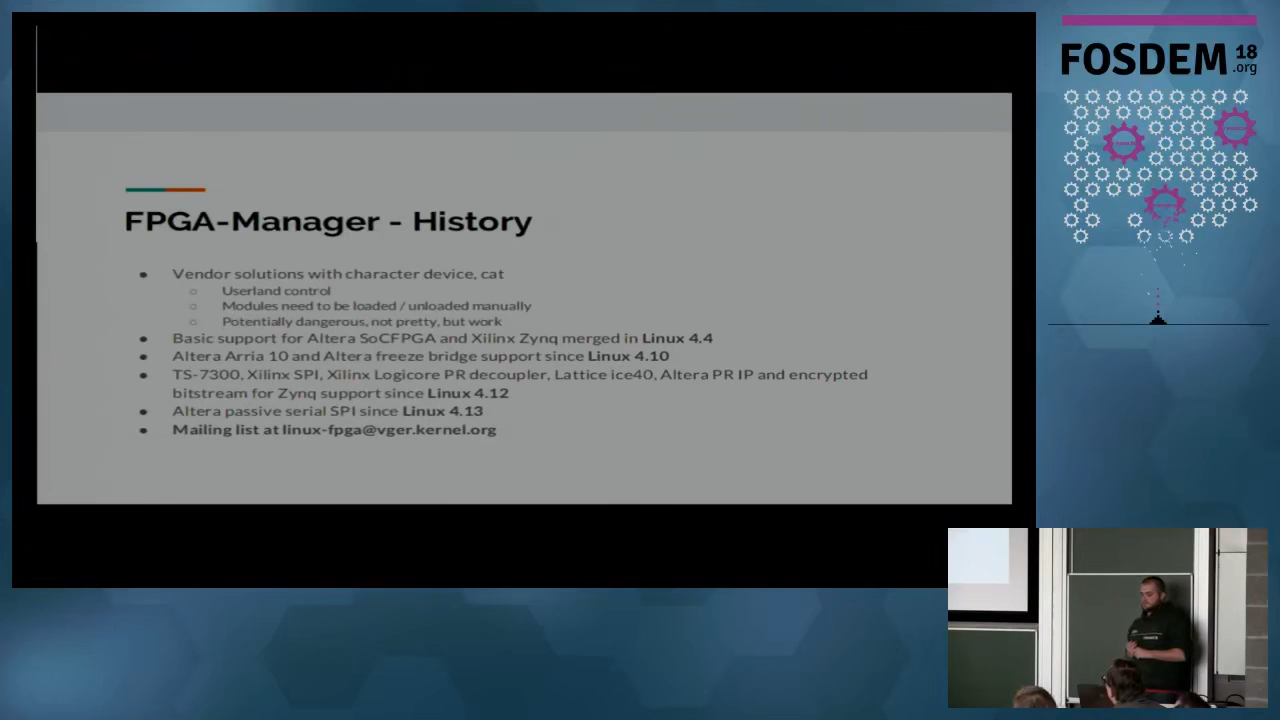 FOSDEM 18
.org
FPGA-Manager - History
● Vendor solutions with character device, cat
○ Userland control
○ Modules need to be loaded / unloaded manually
○ Potentially dangerous, not pretty, but work
● Basic support for Altera SoCFPGA and Xilinx Zynq merged in Linux 4.4
● Altera Arria 10 and Altera freeze bridge support since Linux 4.10
● TS-7300, Xilinx SPI, Xilinx Logicore PR decoupler, Lattice ice40, Altera PR IP and encrypted
bitstream for Zynq support since Linux 4.12
● Altera passive serial SPI since Linux 4.13
● Mailing list at linux-fpga@vger.kernel.org